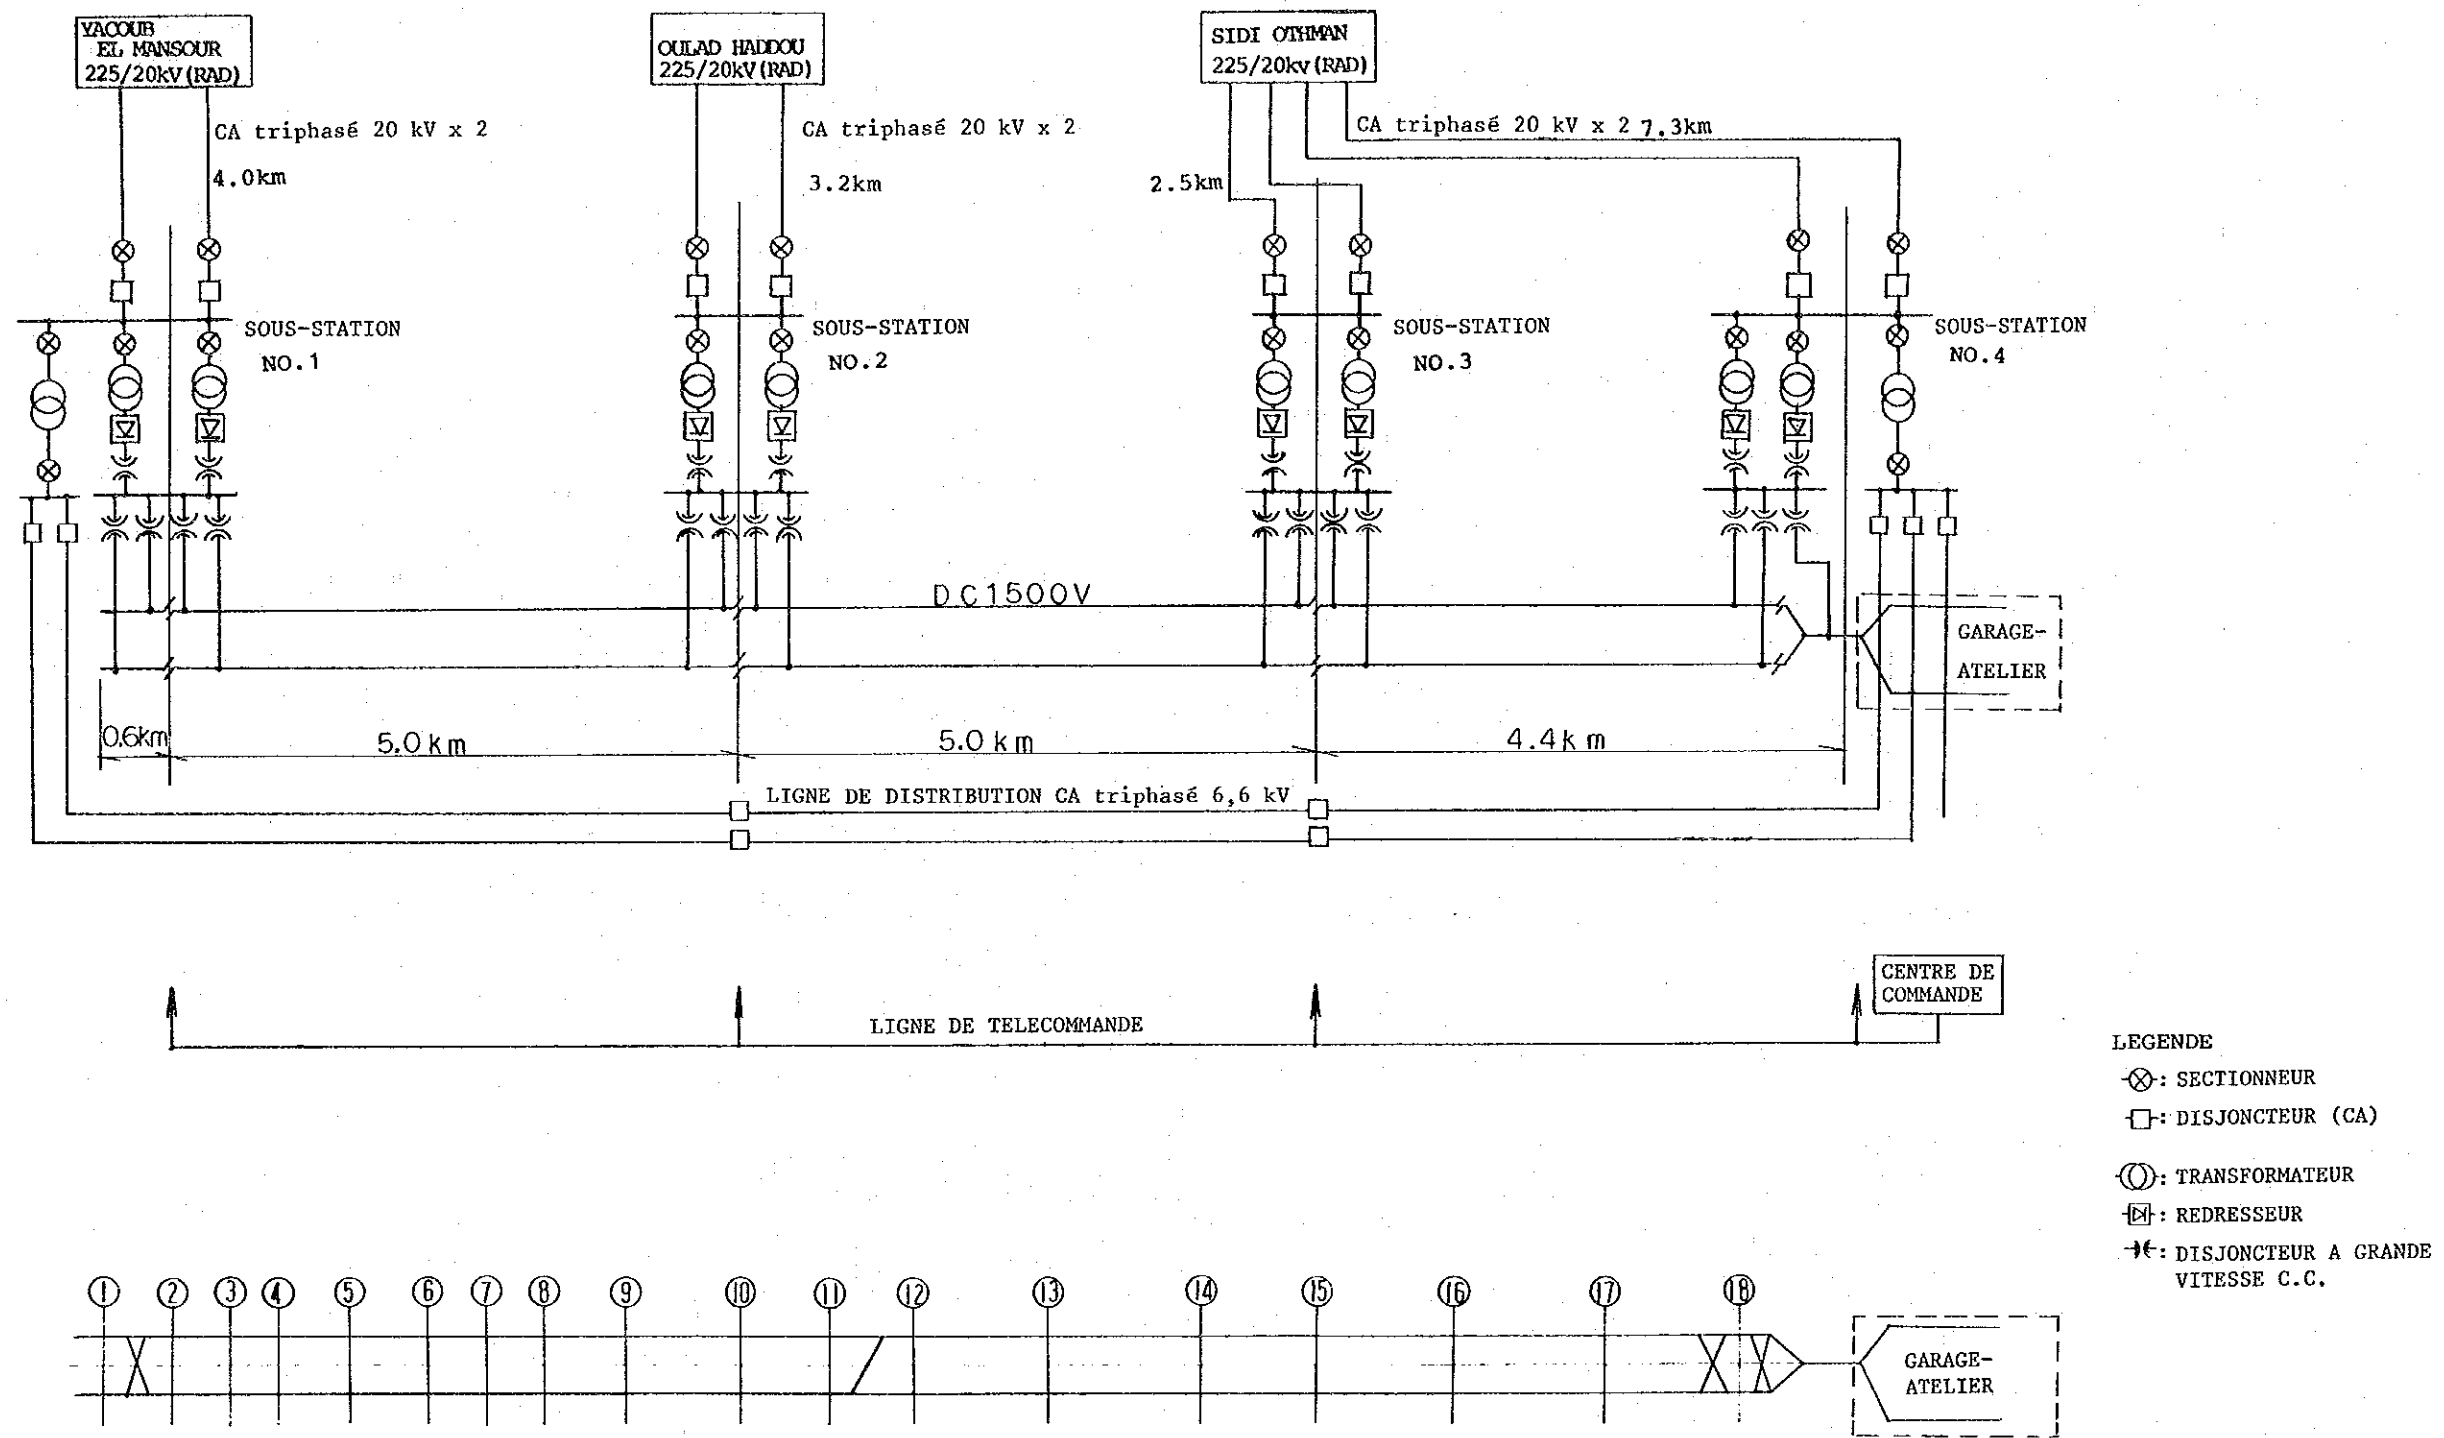 YACOUB
EL MANSOUR
225/20kV(RAD)
OULAD HADDOU
225/20kV(RAD)
SIDI OTHMAN
225/20kv(RAD)
CA triphasé 20 kV x 2
4.0km
CA triphasé 20 kV x 2
3.2km
2.5km
CA triphasé 20 kV x 2 7.3km
SOUS-STATION
NO.1
SOUS-STATION
NO.2
SOUS-STATION
NO.3
SOUS-STATION
NO.4
DC1500V
GARAGE-
ATELIER
0.6km
5.0km
5.0km
4.4km
LIGNE DE DISTRIBUTION CA triphasé 6,6 kV
CENTRE DE
COMMANDE
LIGNE DE TELECOMMANDE
LEGENDE
: SECTIONNEUR
: DISJONCTEUR (CA)
: TRANSFORMATEUR
: REDRESSEUR
: DISJONCTEUR A GRANDE
VITESSE C.C.
1 2 3 4 5 6 7 8 9 10 11 12 13 14 15 16 17 18
GARAGE-
ATELIER